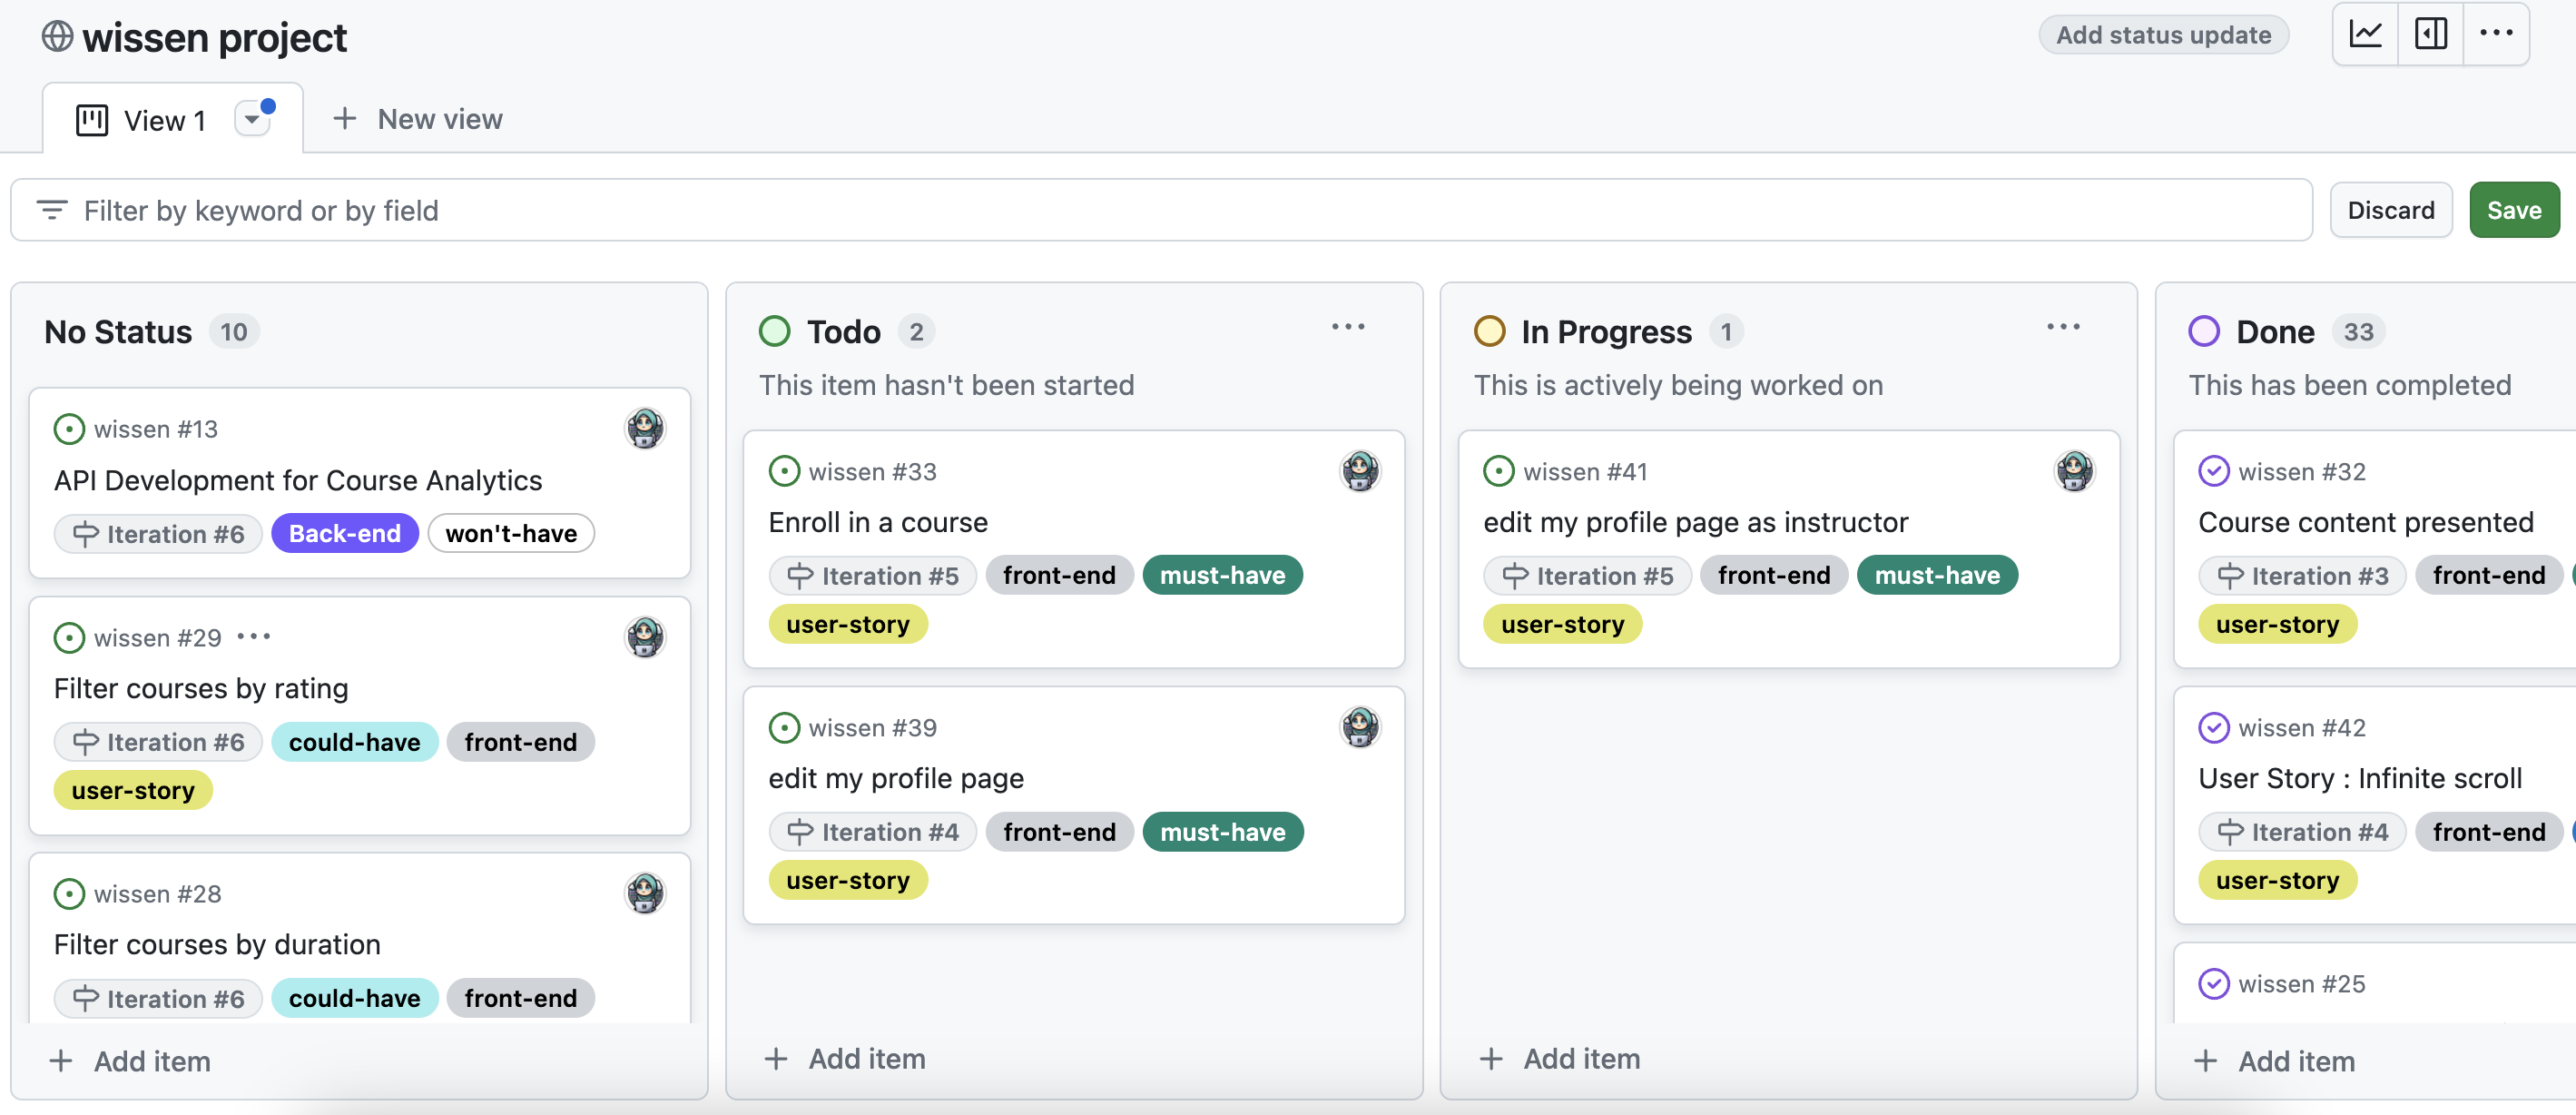 wissen project
Add status update
View 1
New view
Filter by keyword or by field
Discard
Save
No Status 10
wissen #13
API Development for Course Analytics
Iteration #6 Back-end won't-have
wissen #29
Filter courses by rating
Iteration #6 could-have front-end
user-story
wissen #28
Filter courses by duration
Iteration #6 could-have front-end
Add item
Todo 2
This item hasn't been started
wissen #33
Enroll in a course
Iteration #5 front-end must-have
user-story
wissen #39
edit my profile page
Iteration #4 front-end must-have
user-story
Add item
In Progress 1
This is actively being worked on
wissen #41
edit my profile page as instructor
Iteration #5 front-end must-have
user-story
Add item
Done 33
This has been completed
wissen #32
Course content presented
Iteration #3 front-end
user-story
wissen #42
User Story : Infinite scroll
Iteration #4 front-end
user-story
wissen #25
Add item